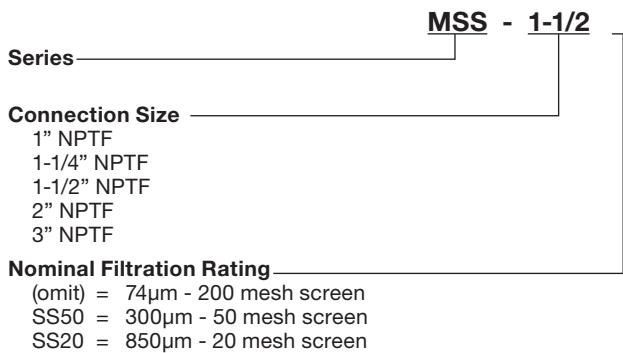 MSS - 1-1/2
Series
Connection Size
1” NPTF
1-1/4” NPTF
1-1/2” NPTF
2” NPTF
3” NPTF
Nominal Filtration Rating
(omit) = 74µm - 200 mesh screen
SS50 = 300µm - 50 mesh screen
SS20 = 850µm - 20 mesh screen